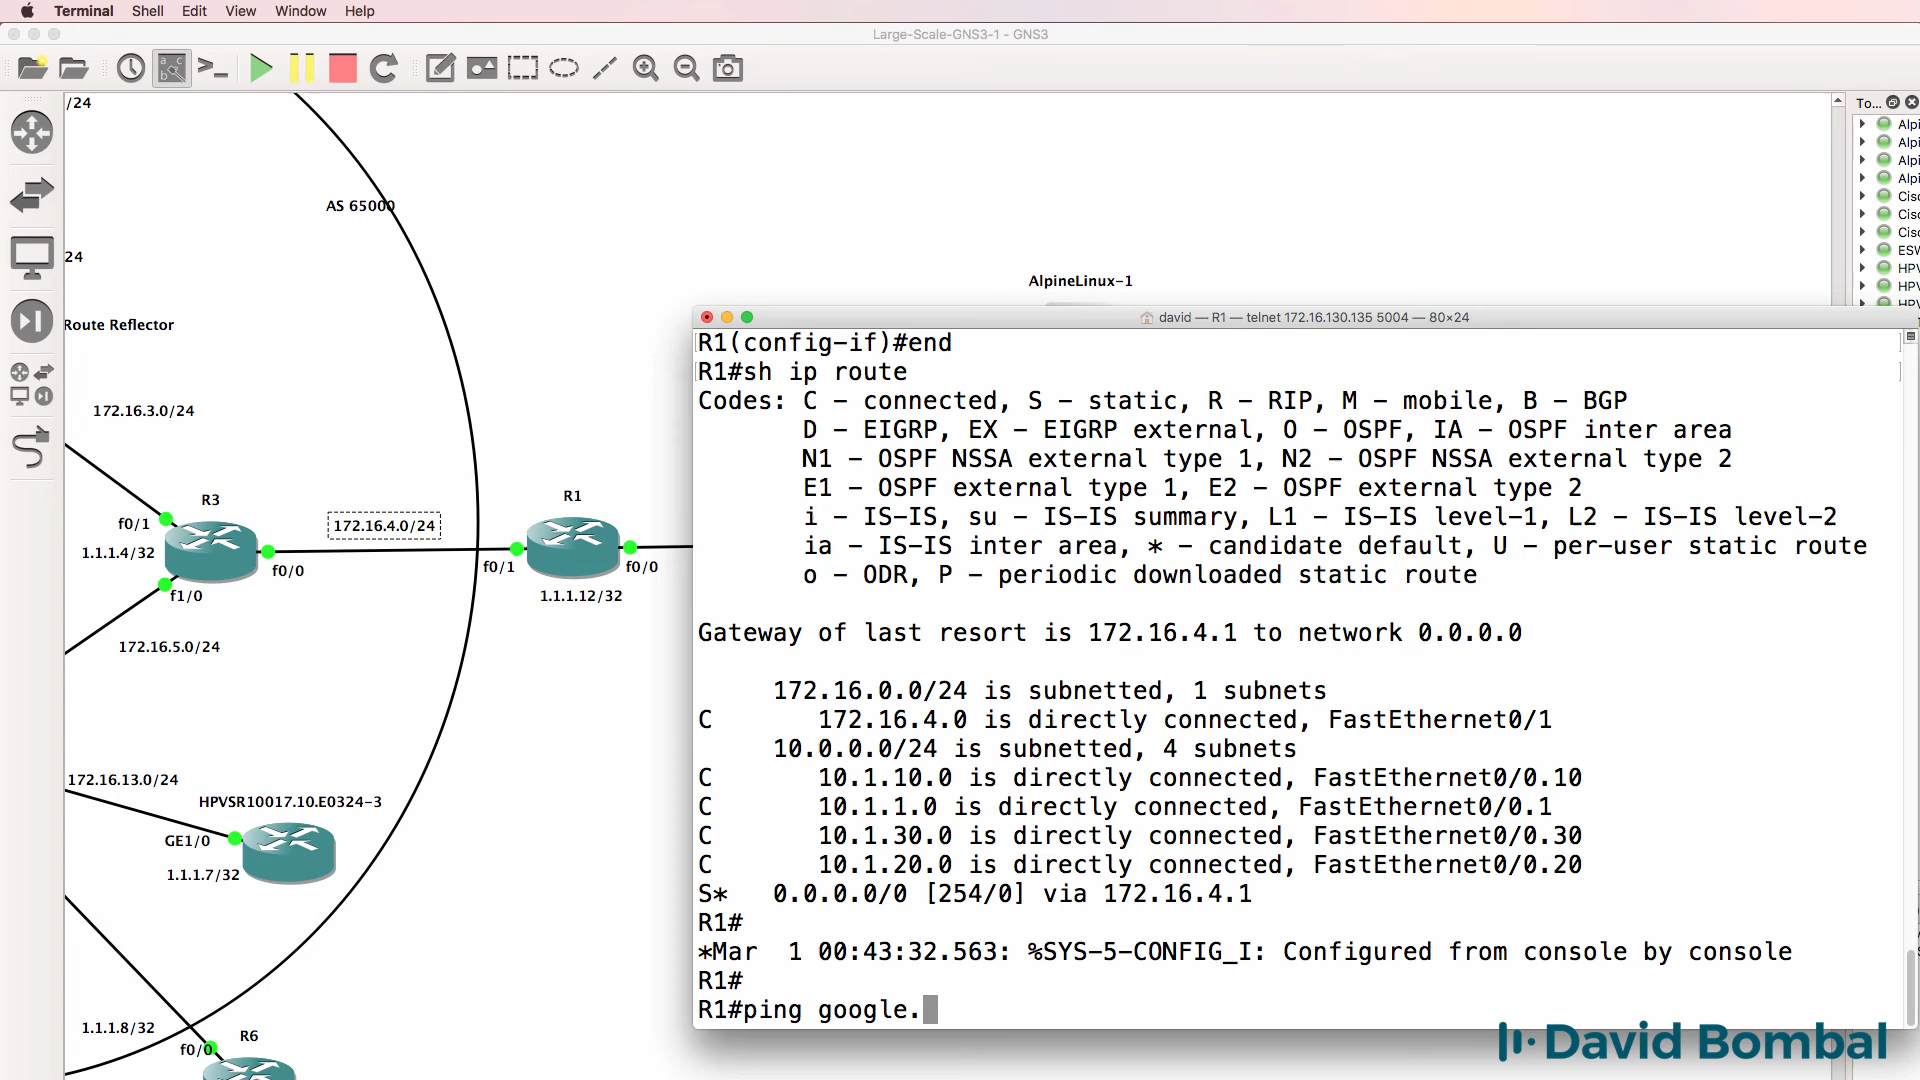 Terminal Shell Edit View Window Help
Large-Scale-GNS3-1 - GNS3
/24
AS 65000
24
Route Reflector
172.16.3.0/24
R3
f0/1
1.1.1.4/32
f0/0
f1/0
172.16.5.0/24
172.16.4.0/24
R1
f0/1
f0/0
1.1.1.12/32
AlpineLinux-1
172.16.13.0/24
HPVSR10017.10.E0324-3
GE1/0
1.1.1.7/32
1.1.1.8/32
R6
f0/0
To...
Alpi
Alpi
Alpi
Alpi
Cisc
Cisc
Cisc
ESW
HPV
HPV
HPV
david — R1 — telnet 172.16.130.135 5004 — 80×24
R1(config-if)#end
R1#sh ip route
Codes: C - connected, S - static, R - RIP, M - mobile, B - BGP
D - EIGRP, EX - EIGRP external, O - OSPF, IA - OSPF inter area
N1 - OSPF NSSA external type 1, N2 - OSPF NSSA external type 2
E1 - OSPF external type 1, E2 - OSPF external type 2
i - IS-IS, su - IS-IS summary, L1 - IS-IS level-1, L2 - IS-IS level-2
ia - IS-IS inter area, * - candidate default, U - per-user static route
o - ODR, P - periodic downloaded static route
Gateway of last resort is 172.16.4.1 to network 0.0.0.0
172.16.0.0/24 is subnetted, 1 subnets
C 172.16.4.0 is directly connected, FastEthernet0/1
10.0.0.0/24 is subnetted, 4 subnets
C 10.1.10.0 is directly connected, FastEthernet0/0.10
C 10.1.1.0 is directly connected, FastEthernet0/0.1
C 10.1.30.0 is directly connected, FastEthernet0/0.30
C 10.1.20.0 is directly connected, FastEthernet0/0.20
S* 0.0.0.0/0 [254/0] via 172.16.4.1
R1#
*Mar 1 00:43:32.563: %SYS-5-CONFIG_I: Configured from console by console
R1#
R1#ping google.
David Bombal